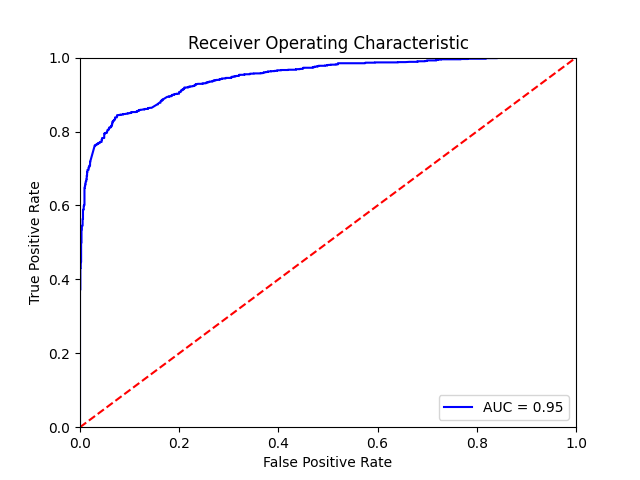 Receiver Operating Characteristic
True Positive Rate
1.0
0.8
0.6
0.4
0.2
0.0
AUC = 0.95
0.0 0.2 0.4 0.6 0.8 1.0
False Positive Rate